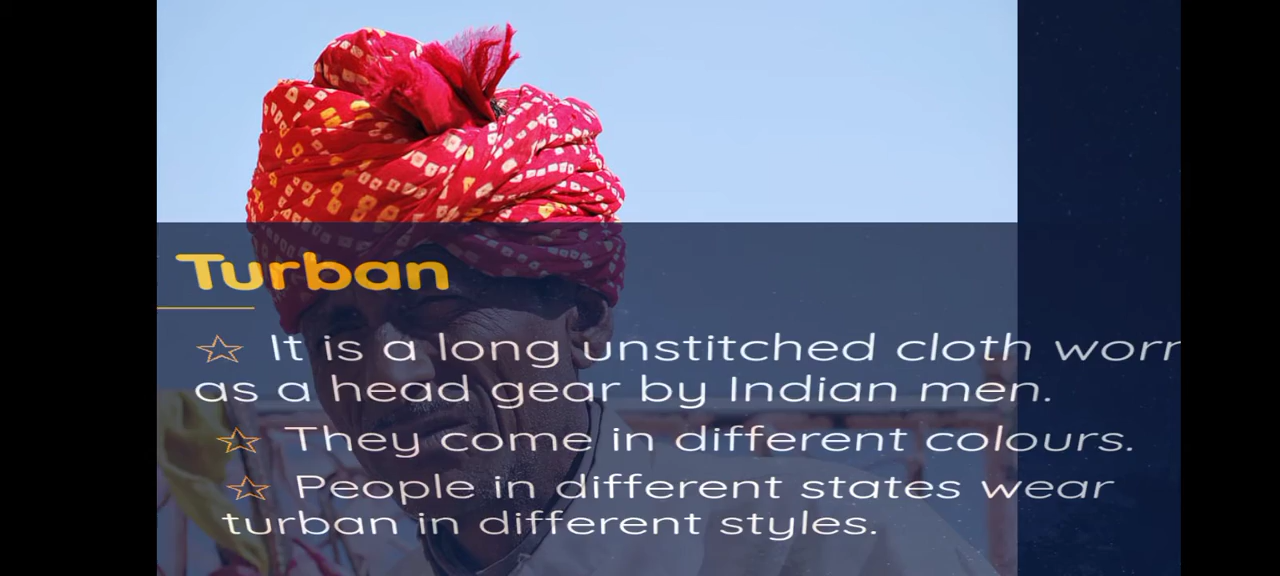 Turban
☆ It is a long unstitched cloth worn
as a head gear by Indian men.
☆ They come in different colours.
☆ People in different states wear
turban in different styles.